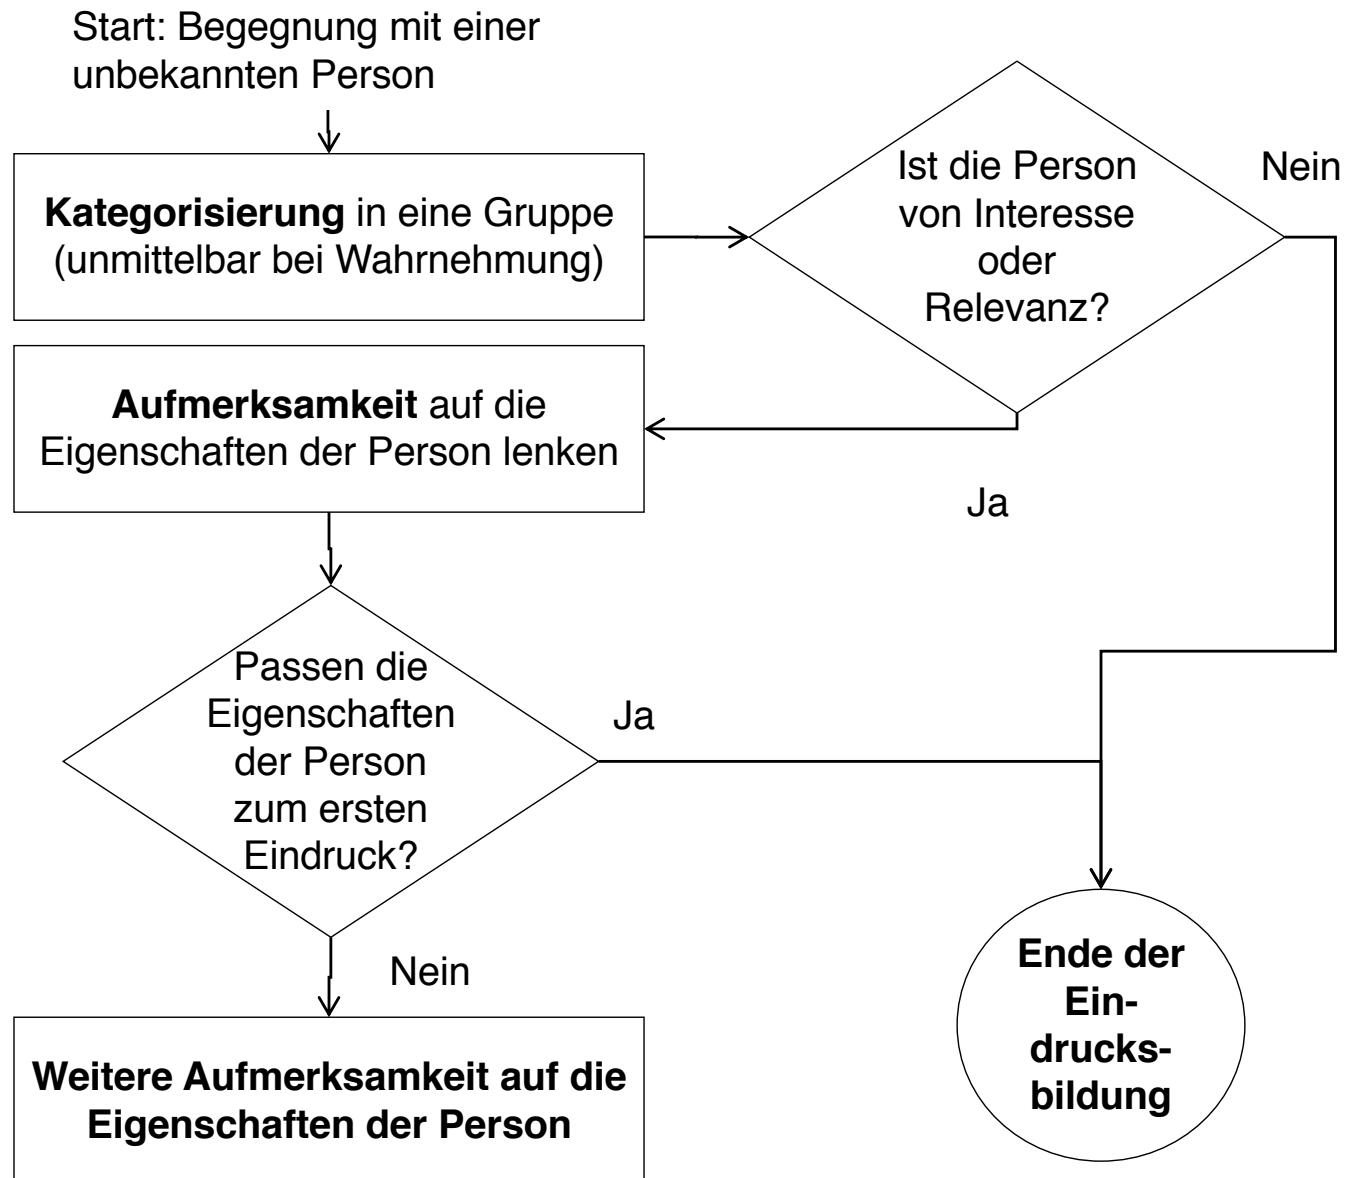 Start: Begegnung mit einer
unbekannten Person
Kategorisierung in eine Gruppe
(unmittelbar bei Wahrnehmung)
Ist die Person
von Interesse
oder
Relevanz?
Nein
Aufmerksamkeit auf die
Eigenschaften der Person lenken
Ja
Passen die
Eigenschaften
der Person
zum ersten
Eindruck?
Ja
Nein
Weitere Aufmerksamkeit auf die
Eigenschaften der Person
Ende der
Ein-
drucks-
bildung